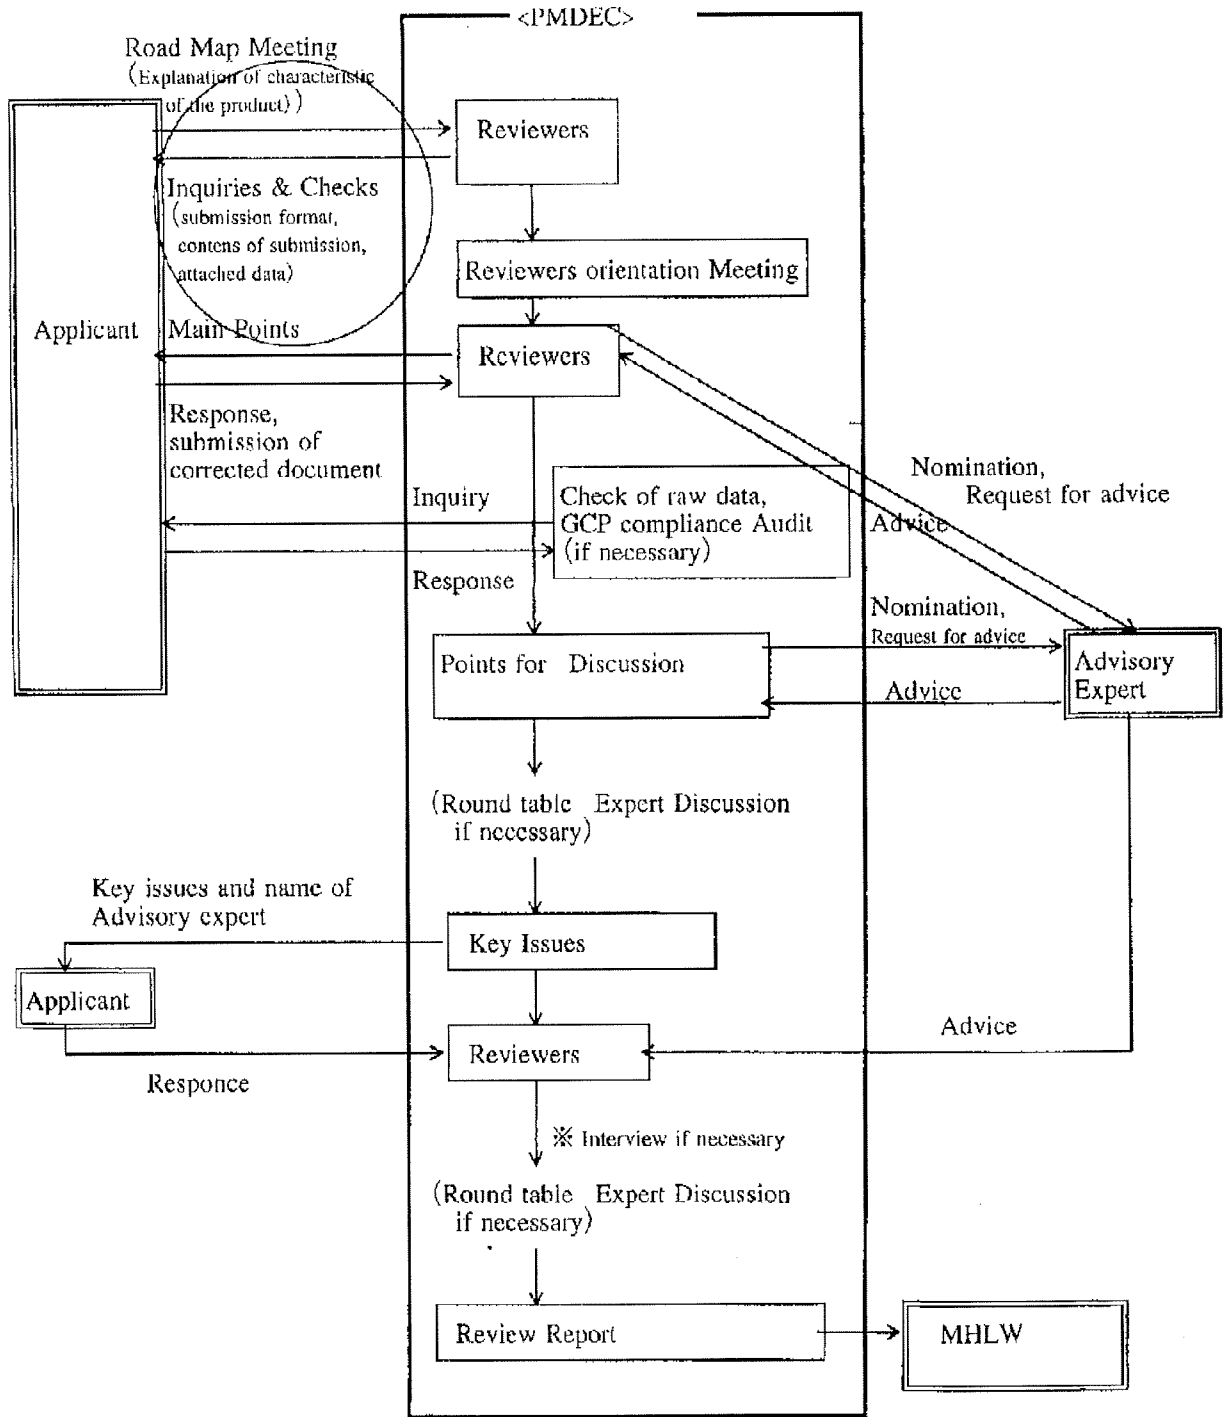 <PMDEC>
Road Map Meeting
(Explanation of characteristic
of the product))
Reviewers
Inquiries & Checks
(submission format,
contens of submission,
attached data)
Reviewers orientation Meeting
Applicant
Main Points
Reviewers
Response,
submission of
corrected document
Nomination,
Request for advice
Inquiry
Check of raw data,
GCP compliance Audit
(if necessary)
Advice
Response
Nomination,
Request for advice
Points for Discussion
Advice
Advisory
Expert
(Round table Expert Discussion
if necessary)
Key issues and name of
Advisory expert
Key Issues
Applicant
Advice
Reviewers
Responce
※ Interview if necessary
(Round table Expert Discussion
if necessary)
Review Report
MHLW